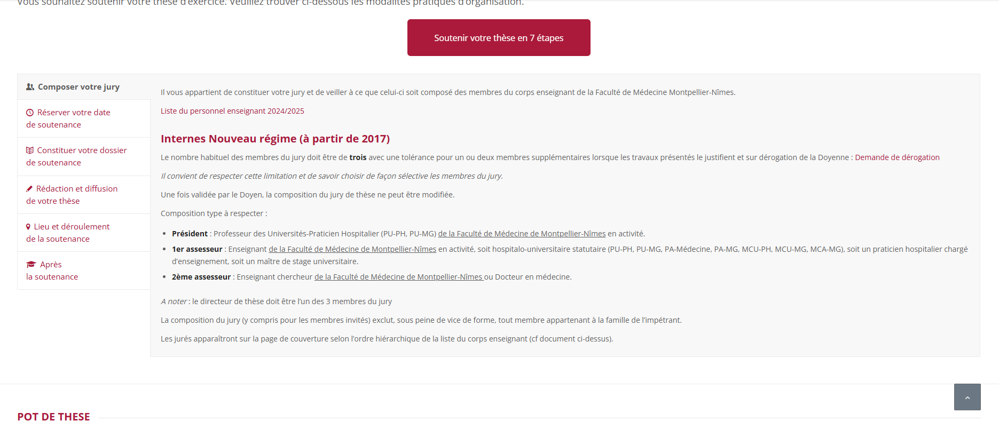 Vous souhaitez soutenir votre thèse d'exercice. Veuillez trouver ci-dessous les modalités pratiques d'organisation.
Soutenir votre thèse en 7 étapes
Composer votre jury
Réserver votre date
de soutenance
Constituer votre dossier
de soutenance
Rédaction et diffusion
de votre thèse
Lieu et déroulement
de la soutenance
Après
la soutenance
Il vous appartient de constituer votre jury et de veiller à ce que celui-ci soit composé des membres du corps enseignant de la Faculté de Médecine Montpellier-Nîmes.
Liste du personnel enseignant 2024/2025
Internes Nouveau régime (à partir de 2017)
Le nombre habituel des membres du jury doit être de trois avec une tolérance pour un ou deux membres supplémentaires lorsque les travaux présentés le justifient et sur dérogation de la Doyenne : Demande de dérogation
Il convient de respecter cette limitation et de savoir choisir de façon sélective les membres du jury.
Une fois validée par le Doyen, la composition du jury de thèse ne peut être modifiée.
Composition type à respecter :
• Président : Professeur des Universités-Praticien Hospitalier (PU-PH, PU-MG) de la Faculté de Médecine de Montpellier-Nîmes en activité.
• 1er assesseur : Enseignant de la Faculté de Médecine de Montpellier-Nîmes en activité, soit hospitalo-universitaire statutaire (PU-PH, PU-MG, PA-Médecine, PA-MG, MCU-PH, MCU-MG, MCA-MG), soit un praticien hospitalier chargé
d'enseignement, soit un maître de stage universitaire.
• 2ème assesseur : Enseignant chercheur de la Faculté de Médecine de Montpellier-Nîmes ou Docteur en médecine.
A noter : le directeur de thèse doit être l'un des 3 membres du jury
La composition du jury (y compris pour les membres invités) exclut, sous peine de vice de forme, tout membre appartenant à la famille de l'impétrant.
Les jurés apparaîtront sur la page de couverture selon l'ordre hiérarchique de la liste du corps enseignant (cf document ci-dessus).
POT DE THESE